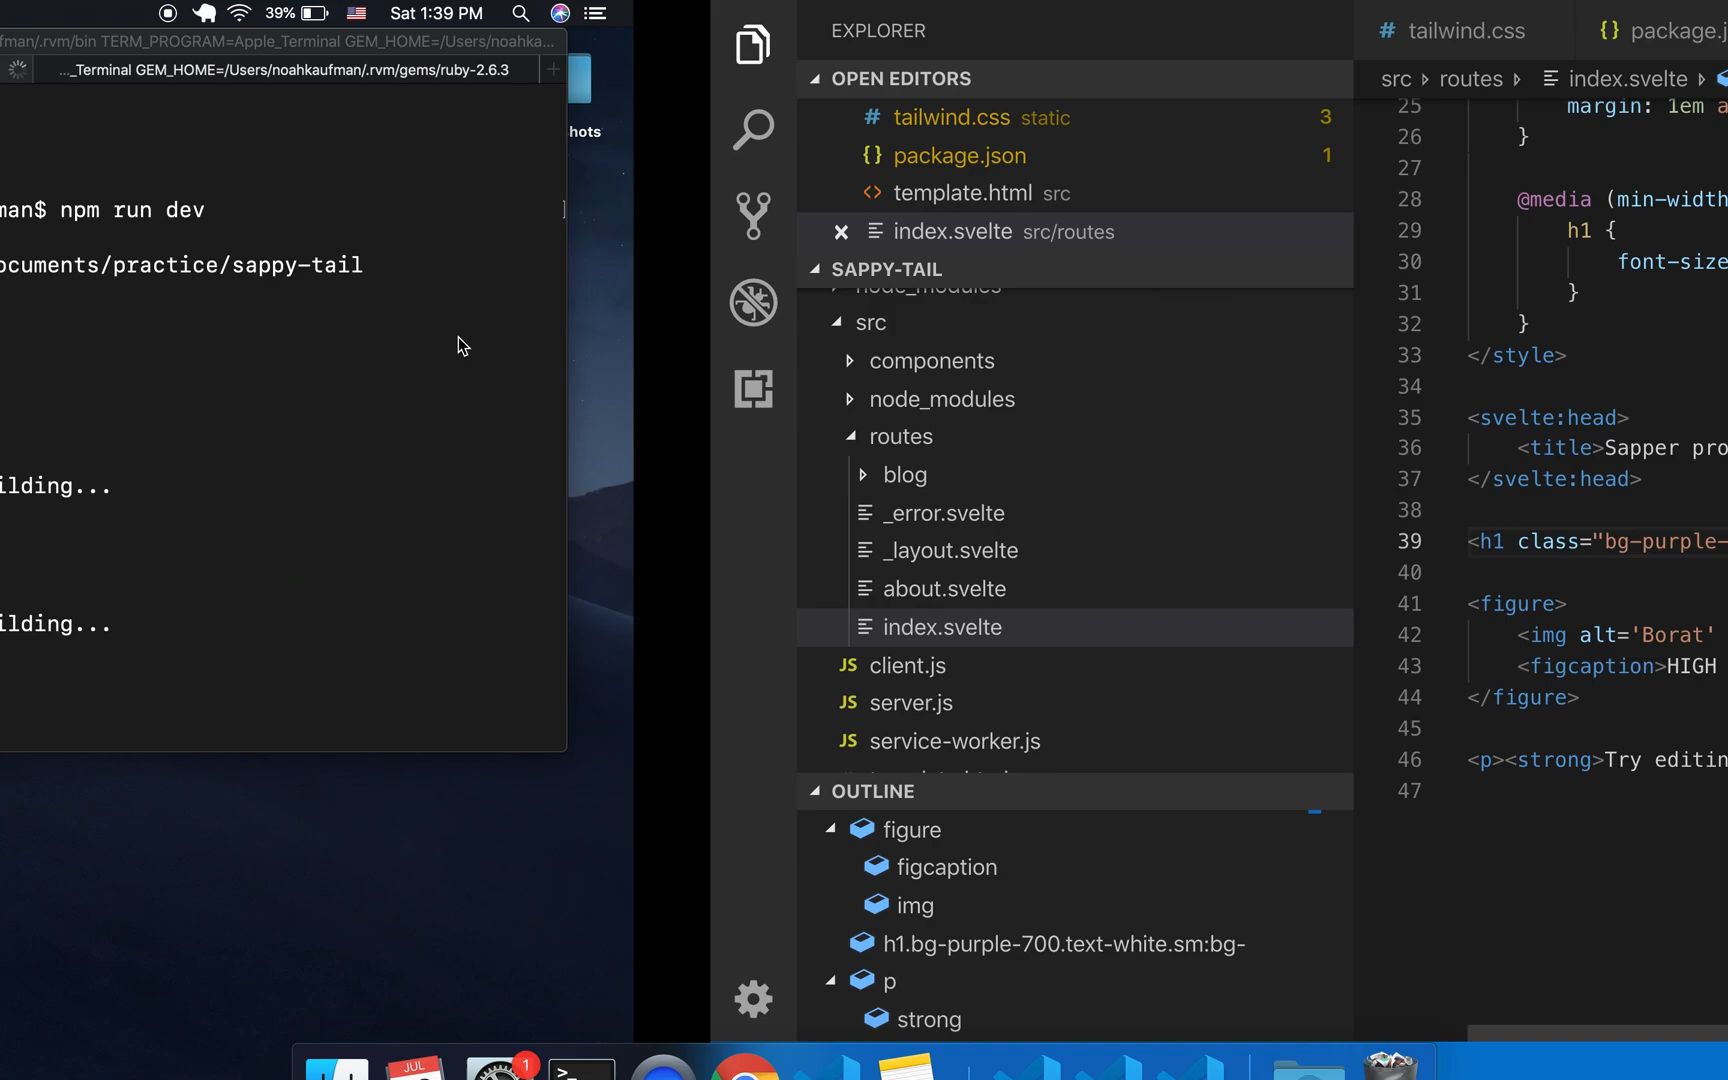 39%
Sat 1:39 PM
fman/.rvm/bin TERM_PROGRAM=Apple_Terminal GEM_HOME=/Users/noahka...
..._Terminal GEM_HOME=/Users/noahkaufman/.rvm/gems/ruby-2.6.3
hots
man$ npm run dev
ocuments/practice/sappy-tail
ilding...
ilding...
EXPLORER
OPEN EDITORS
# tailwind.css static 3
{} package.json 1
<> template.html src
index.svelte src/routes
SAPPY-TAIL
node_modules
src
components
node_modules
routes
blog
_error.svelte
_layout.svelte
about.svelte
index.svelte
JS client.js
JS server.js
JS service-worker.js
OUTLINE
figure
figcaption
img
h1.bg-purple-700.text-white.sm:bg-
p
strong
# tailwind.css {} package.j
src routes index.svelte
25 margin: 1em a
26 }
27
28 @media (min-width
29 h1 {
30 font-size
31 }
32 }
33 </style>
34
35 <svelte:head>
36 <title>Sapper pro
37 </svelte:head>
38
39 <h1 class="bg-purple-
40
41 <figure>
42 <img alt='Borat'
43 <figcaption>HIGH
44 </figure>
45
46 <p><strong>Try editin
47
JUL
1
>_